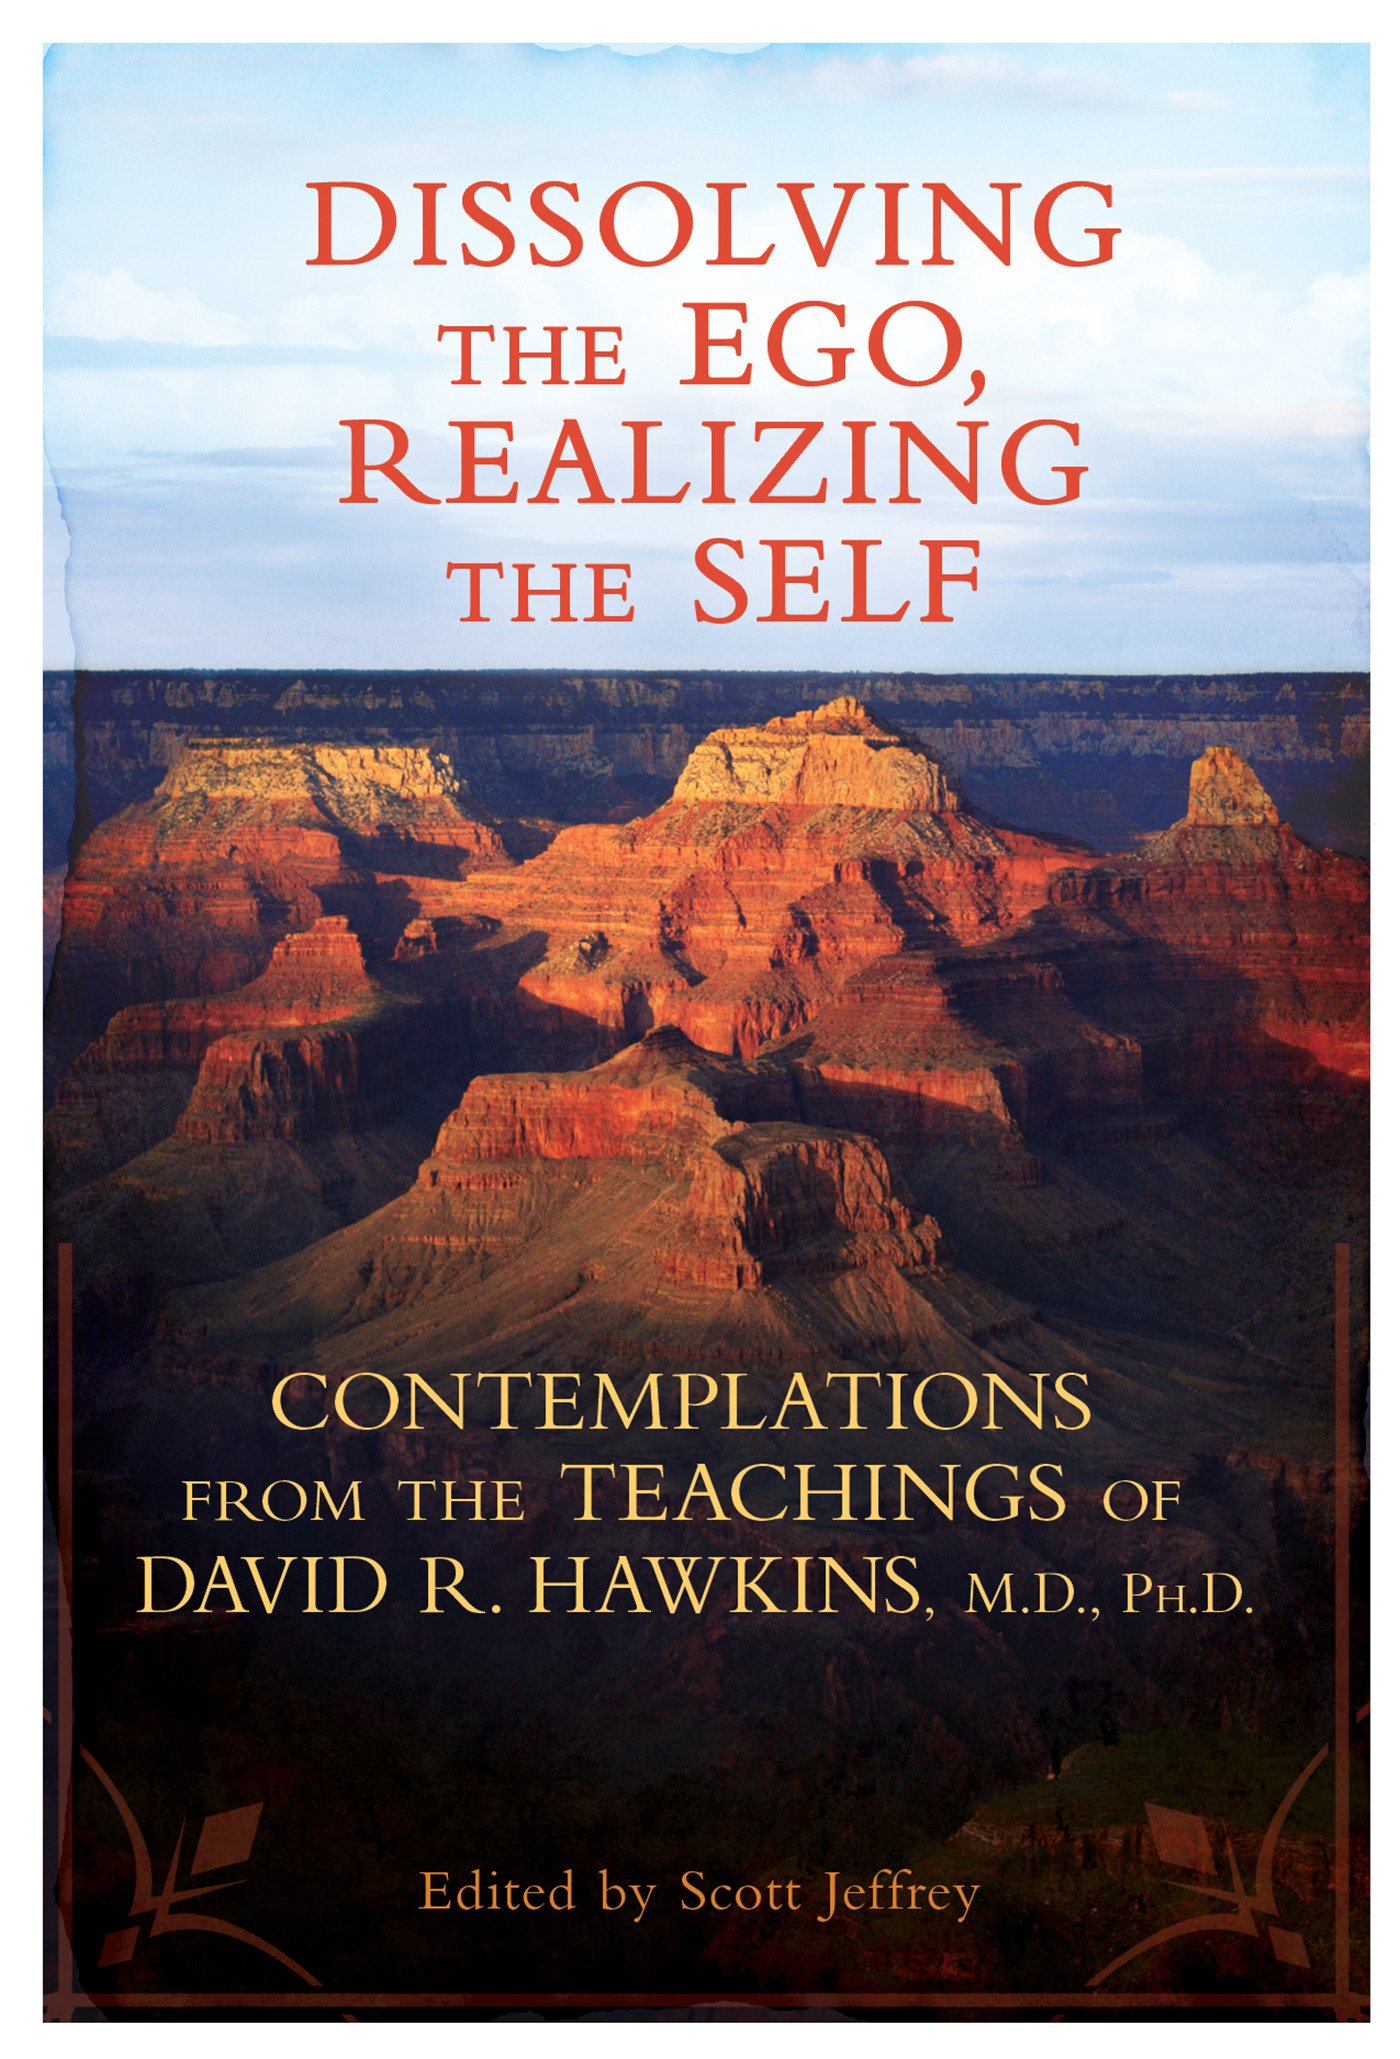 DISSOLVING
THE EGO,
REALIZING
THE SELF
CONTEMPLATIONS
FROM THE TEACHINGS OF
DAVID R. HAWKINS, M.D., PH.D.
Edited by Scott Jeffrey